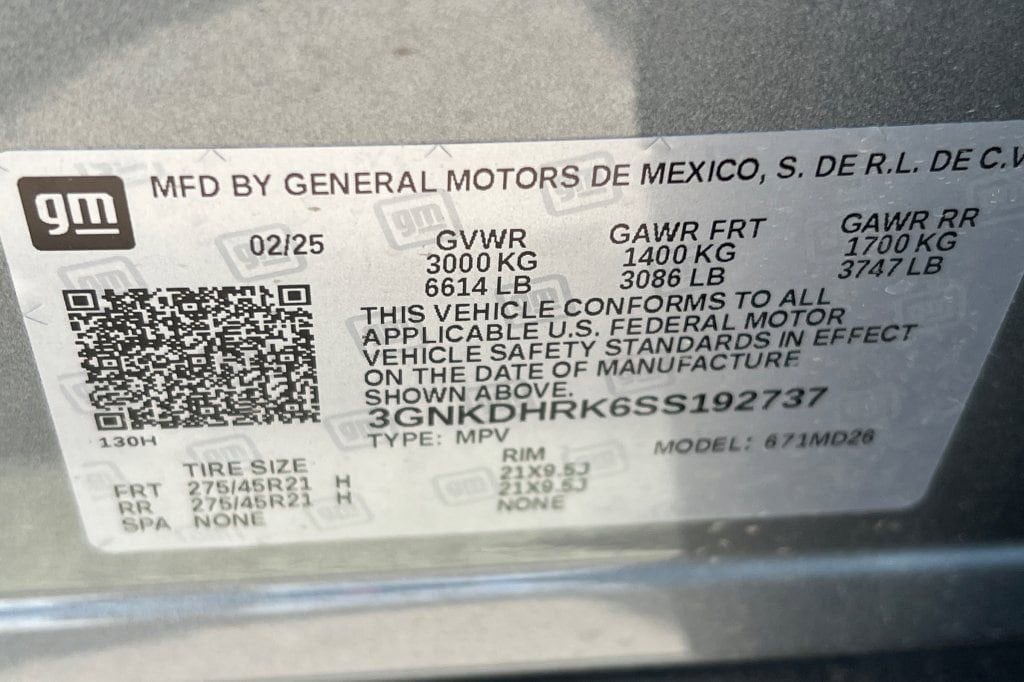 gm
MFD BY GENERAL MOTORS DE MEXICO, S. DE R.L. DE C.V
02/25
GVWR
3000 KG
6614 LB
GAWR FRT
1400 KG
3086 LB
GAWR RR
1700 KG
3747 LB
THIS VEHICLE CONFORMS TO ALL
APPLICABLE U.S. FEDERAL MOTOR
VEHICLE SAFETY STANDARDS IN EFFECT
ON THE DATE OF MANUFACTURE
SHOWN ABOVE.
3GNKDHRK6SS192737
130H
TYPE: MPV
MODEL: 671MD26
TIRE SIZE
RIM
FRT 275/45R21 H 21X9.5J
RR 275/45R21 H 21X9.5J
SPA NONE NONE